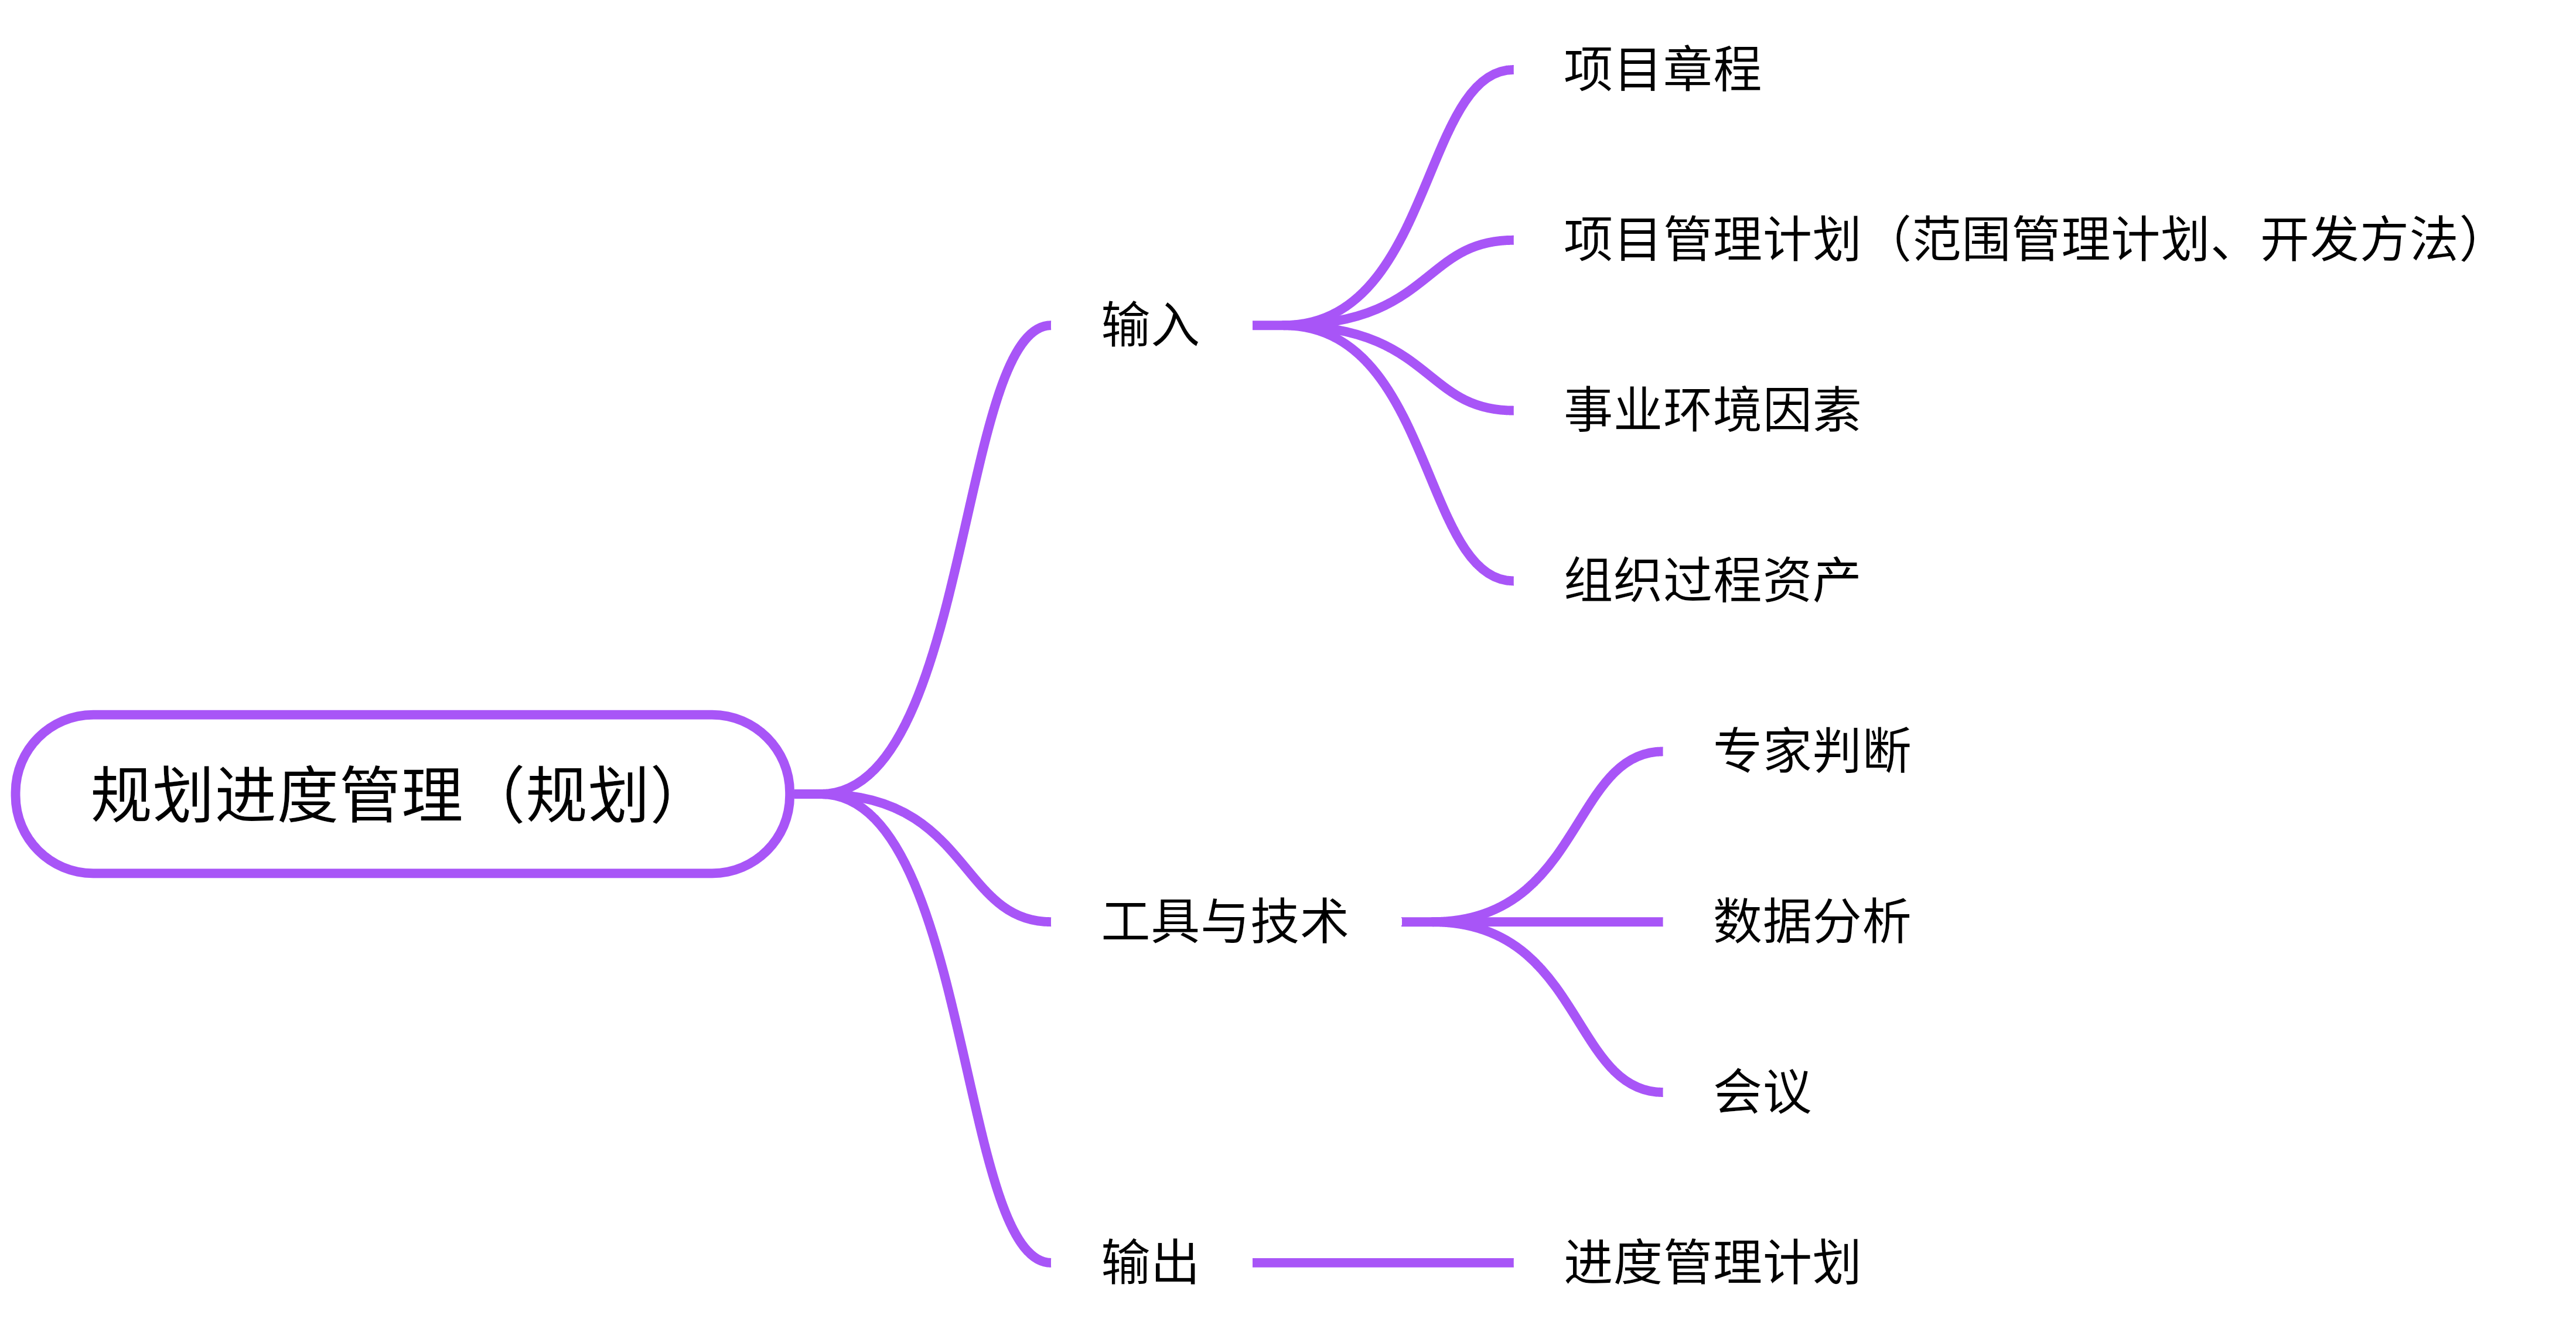 规划进度管理（规划）
输入
项目章程
项目管理计划（范围管理计划、开发方法）
事业环境因素
组织过程资产
工具与技术
专家判断
数据分析
会议
输出
进度管理计划